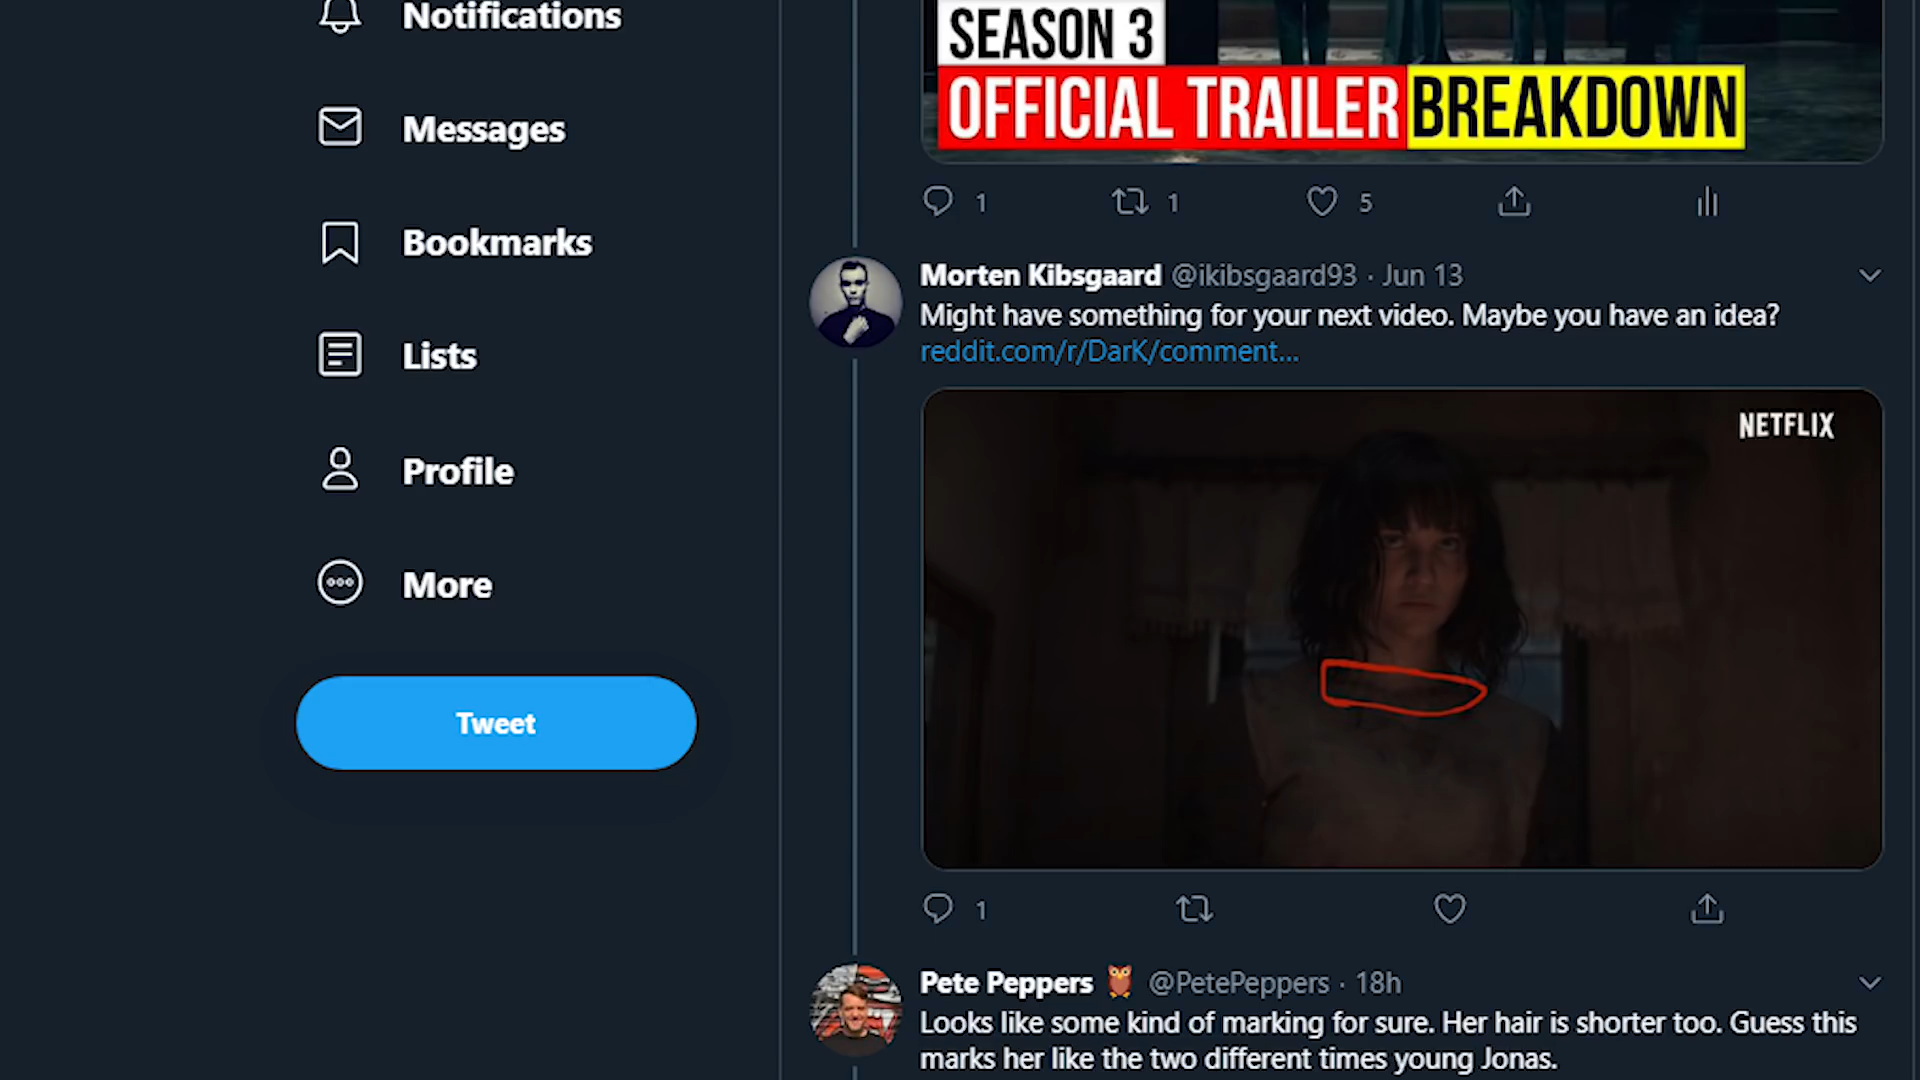 Notifications
Messages
Bookmarks
Lists
Profile
More
Tweet
SEASON 3
OFFICIAL TRAILER BREAKDOWN
1 1 5
Morten Kibsgaard @ikibsgaard93 · Jun 13
Might have something for your next video. Maybe you have an idea?
reddit.com/r/DarK/comment...
NETFLIX
1
Pete Peppers 🦉 @PetePeppers · 18h
Looks like some kind of marking for sure. Her hair is shorter too. Guess this
marks her like the two different times young Jonas.